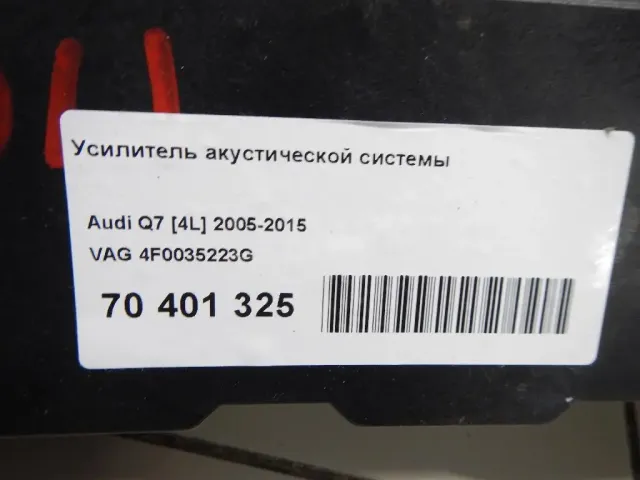 Усилитель акустической системы
Audi Q7 [4L] 2005-2015
VAG 4F0035223G
70 401 325